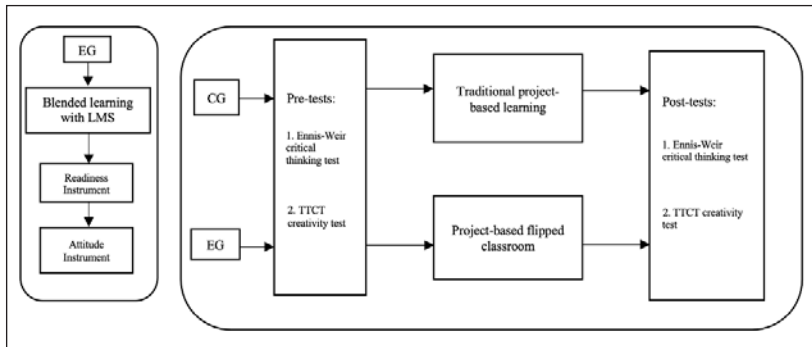 EG
Blended learning
with LMS
Readiness
Instrument
Attitude
Instrument
CG
EG
Pre-tests:
1. Ennis-Weir
critical
thinking test
2. TTCT
creativity test
Traditional project-
based learning
Project-based flipped
classroom
Post-tests:
1. Ennis-Weir
critical thinking test
2. TTCT creativity
test